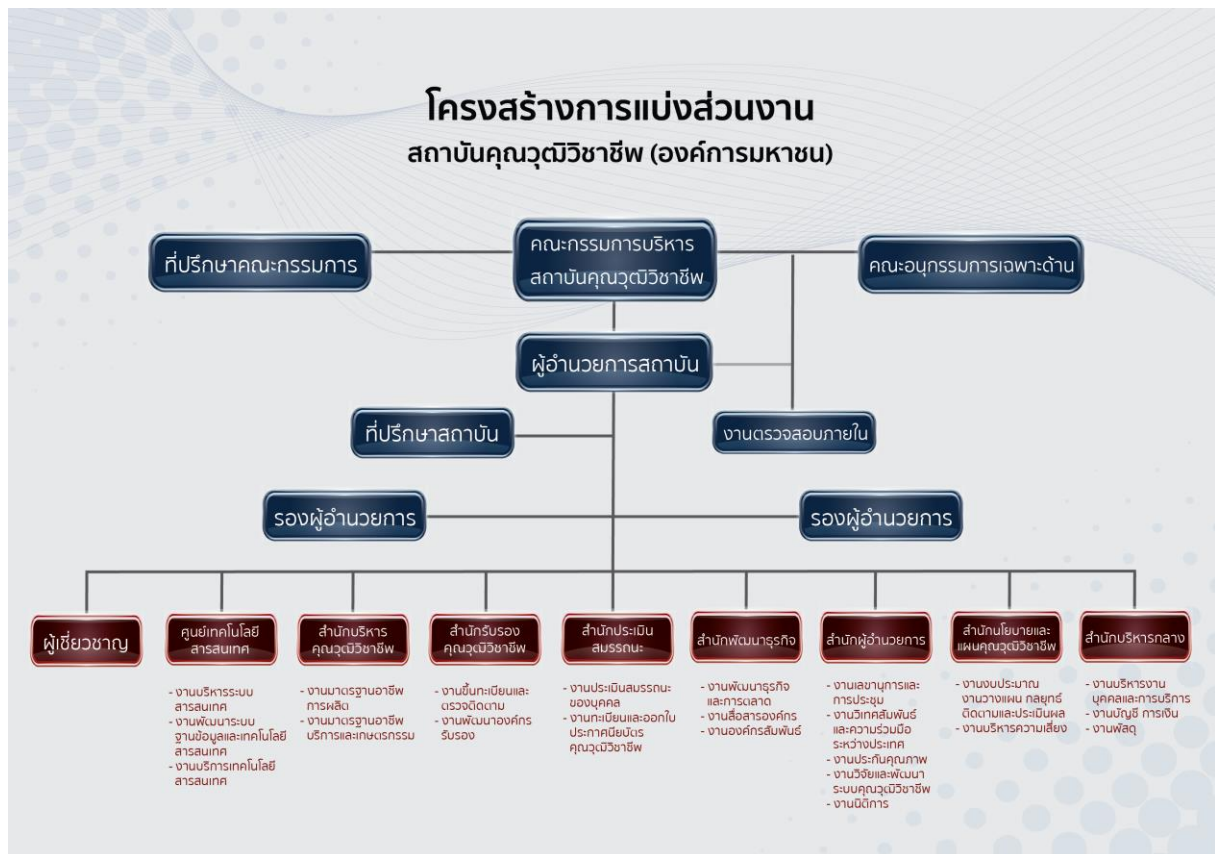 โครงสร้างการแบ่งส่วนงาน
สถาบันคุณวุฒิวิชาชีพ (องค์การมหาชน)
ที่ปรึกษาคณะกรรมการ
คณะกรรมการบริหาร
สถาบันคุณวุฒิวิชาชีพ
คณะอนุกรรมการเฉพาะด้าน
ผู้อำนวยการสถาบัน
ที่ปรึกษาสถาบัน
งานตรวจสอบภายใน
รองผู้อำนวยการ
รองผู้อำนวยการ
ผู้เชี่ยวชาญ
ศูนย์เทคโนโลยี
สารสนเทศ
- งานบริหารระบบ
สารสนเทศ
- งานพัฒนาระบบ
ฐานข้อมูลและเทคโนโลยี
สารสนเทศ
- งานบริการเทคโนโลยี
สารสนเทศ
สำนักบริหาร
คุณวุฒิวิชาชีพ
- งานมาตรฐานอาชีพ
การผลิต
- งานมาตรฐานอาชีพ
บริการและเกษตรกรรม
สำนักรับรอง
คุณวุฒิวิชาชีพ
- งานขึ้นทะเบียนและ
ตรวจติดตาม
- งานพัฒนาองค์กร
รับรอง
สำนักประเมิน
สมรรถนะ
- งานประเมินสมรรถนะ
ของบุคคล
- งานทะเบียนและออกใบ
ประกาศนียบัตร
คุณวุฒิวิชาชีพ
สำนักพัฒนาธุรกิจ
- งานพัฒนาธุรกิจ
และการตลาด
- งานสื่อสารองค์กร
- งานองค์กรสัมพันธ์
สำนักผู้อำนวยการ
- งานเลขานุการและ
การประชุม
- งานวิเทศสัมพันธ์
และความร่วมมือ
ระหว่างประเทศ
- งานประกันคุณภาพ
- งานวิจัยและพัฒนา
ระบบคุณวุฒิวิชาชีพ
- งานนิติการ
สำนักนโยบายและ
แผนคุณวุฒิวิชาชีพ
- งานงบประมาณ
งานวางแผน กลยุทธ์
ติดตามและประเมินผล
- งานบริหารความเสี่ยง
สำนักบริหารกลาง
- งานบริหารงาน
บุคคลและการบริการ
- งานบัญชี การเงิน
- งานพัสดุ